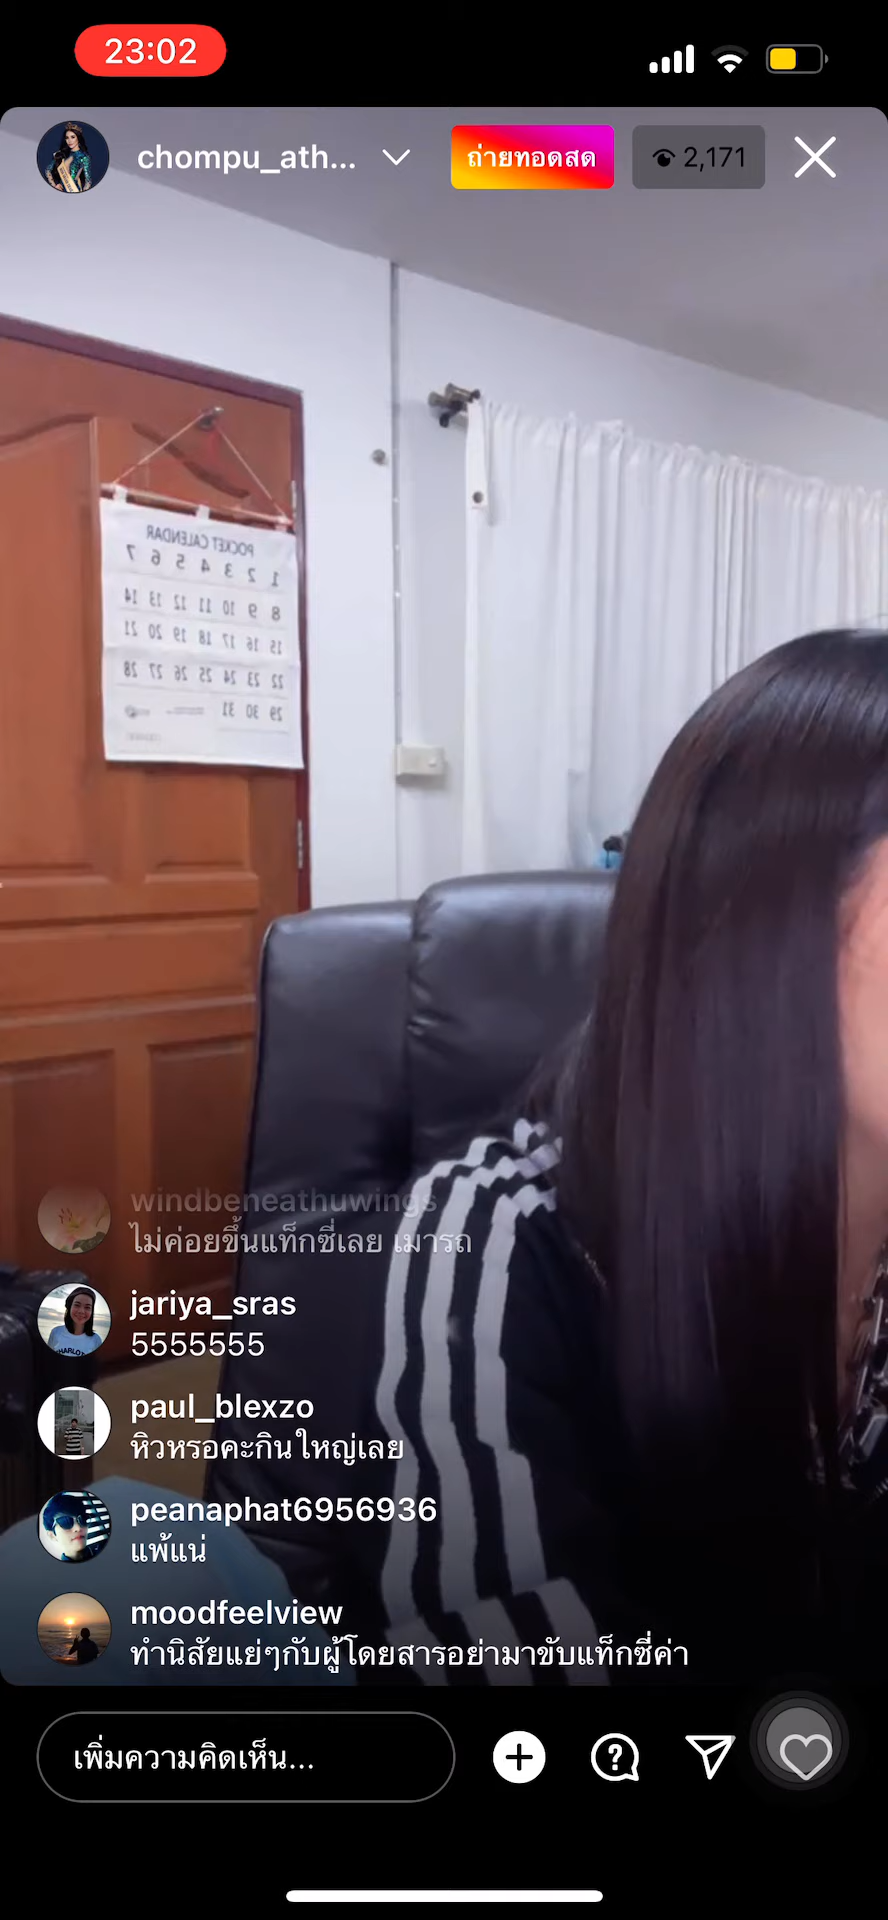 23:02
chompu_ath...
ถ่ายทอดสด
2,171
POCKET CALENDAR
1 2 3 4 5 6 7
8 9 10 11 12 13 14
15 16 17 18 19 20 21
22 23 24 25 26 27 28
29 30 31
windbeneathuwings
ไม่ค่อยขึ้นแท็กซี่เลย เมารถ
jariya_sras
5555555
paul_blexzo
หิวหรอคะกินใหญ่เลย
peanaphat6956936
แพ้แน่
moodfeelview
ทำนิสัยแย่ๆกับผู้โดยสารอย่ามาขับแท็กซี่ค่า
เพิ่มความคิดเห็น...